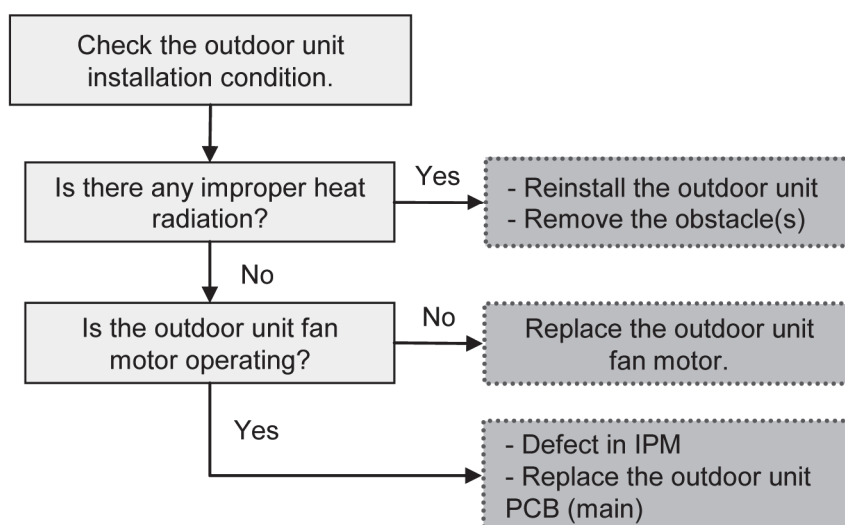 Check the outdoor unit
installation condition.
Is there any improper heat
radiation?
Yes
- Reinstall the outdoor unit
- Remove the obstacle(s)
No
Is the outdoor unit fan
motor operating?
No
Replace the outdoor unit
fan motor.
Yes
- Defect in IPM
- Replace the outdoor unit
PCB (main)